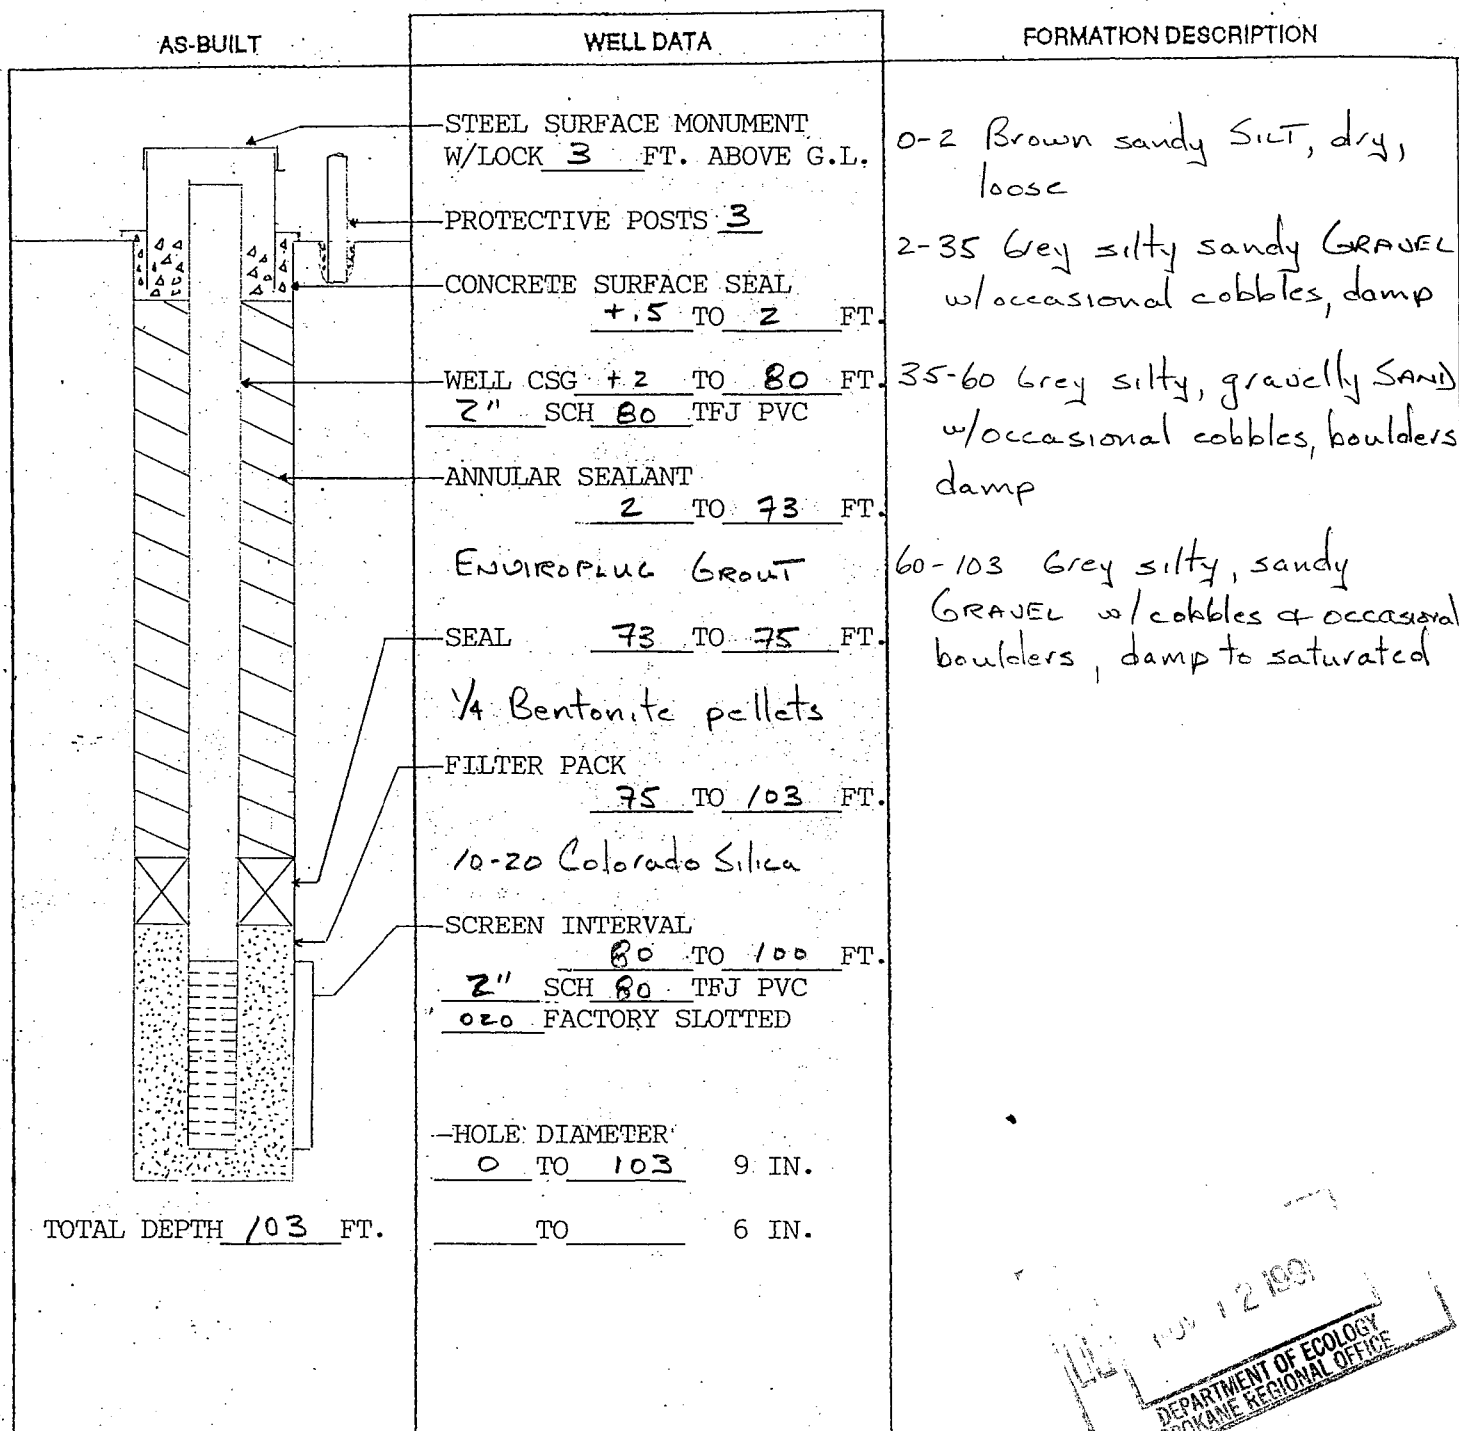 AS-BUILT
WELL DATA
FORMATION DESCRIPTION
STEEL SURFACE MONUMENT
W/LOCK 3 FT. ABOVE G.L.
PROTECTIVE POSTS 3
CONCRETE SURFACE SEAL
+.5 TO 2 FT.
WELL CSG +2 TO 80 FT.
2" SCH 80 TFJ PVC
ANNULAR SEALANT
2 TO 73 FT.
ENVIROPLUG GROUT
SEAL 73 TO 75 FT.
1/4 Bentonite pellets
FILTER PACK
75 TO 103 FT.
10-20 Colorado Silica
SCREEN INTERVAL
80 TO 100 FT.
2" SCH 80 TFJ PVC
020 FACTORY SLOTTED
HOLE DIAMETER
0 TO 103 9 IN.
TO 6 IN.
TOTAL DEPTH 103 FT.
0-2 Brown sandy SILT, dry,
loose
2-35 Grey silty sandy GRAVEL
w/occasional cobbles, damp
35-60 Grey silty, gravelly SAND
w/occasional cobbles, boulders
damp
60-103 Grey silty, sandy
GRAVEL w/cobbles & occasional
boulders, damp to saturated
12 1991
DEPARTMENT OF ECOLOGY
SPOKANE REGIONAL OFFICE